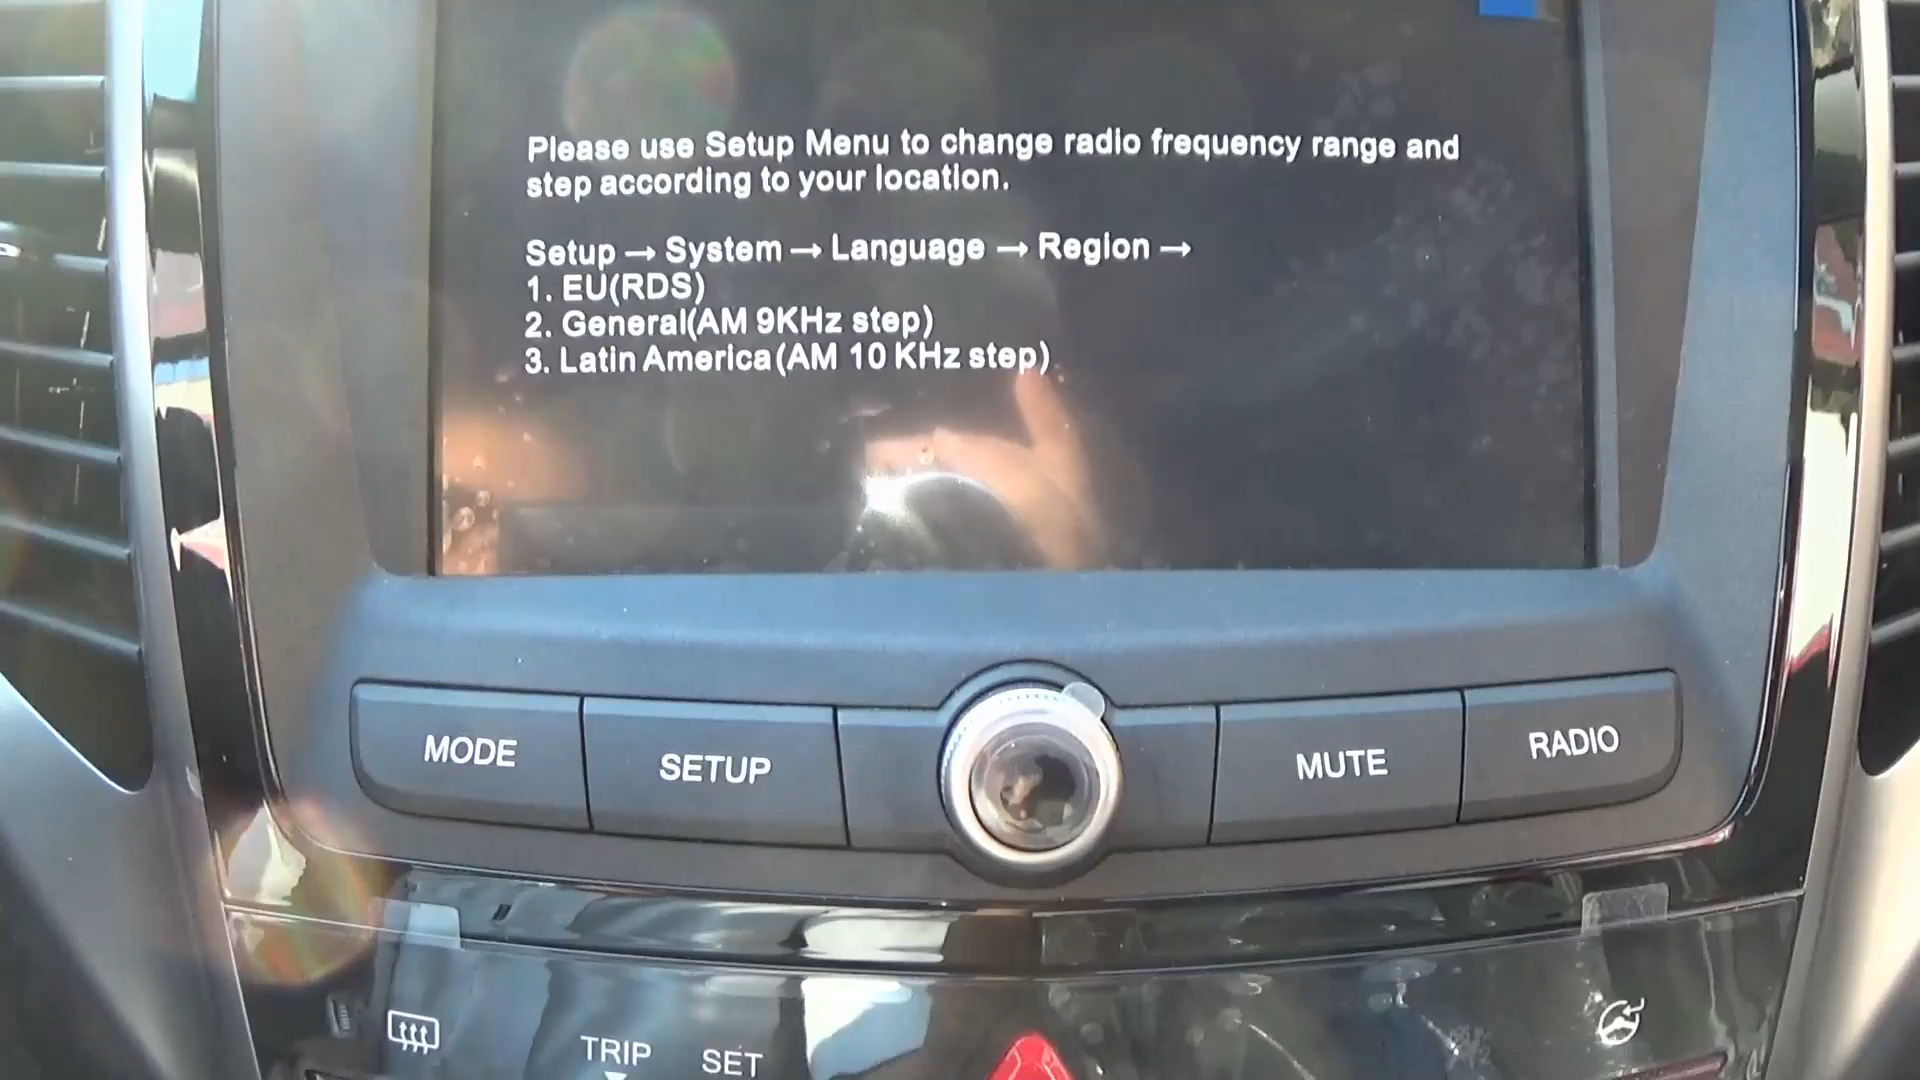 Please use Setup Menu to change radio frequency range and
step according to your location.
Setup → System → Language → Region →
1. EU(RDS)
2. General(AM 9KHz step)
3. Latin America(AM 10 KHz step)
MODE
SETUP
MUTE
RADIO
TRIP
SET